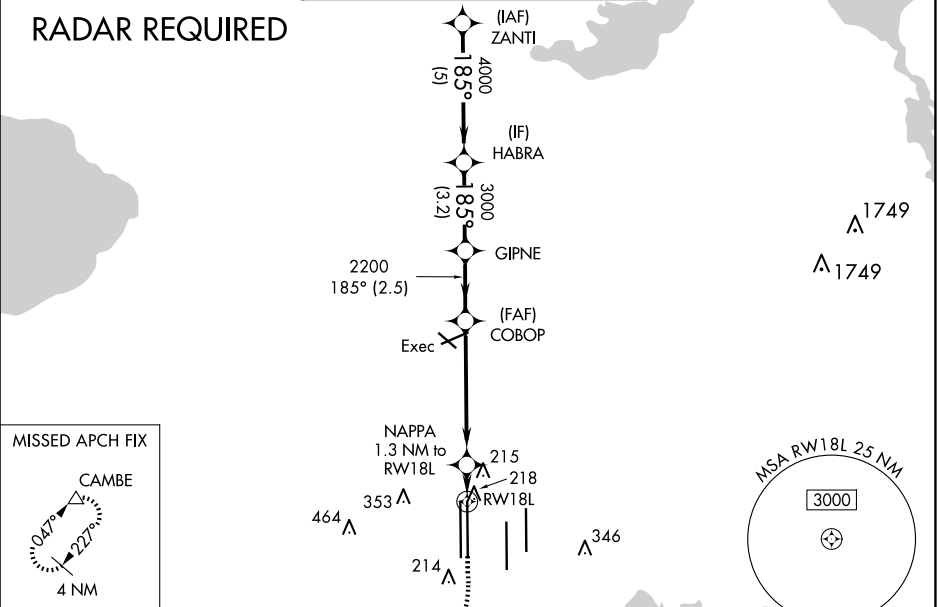 RADAR REQUIRED
(IAF)
ZANTI
4000
185°
(5)
(IF)
HABRA
3000
185°
(3.2)
GIPNE
2200
185° (2.5)
(FAF)
COBOP
Exec
1749
1749
NAPPA
1.3 NM to
RW18L
215
218
RW18L
353
464
214
346
MISSED APCH FIX
CAMBE
047°
227°
4 NM
MSA RW18L 25 NM
3000